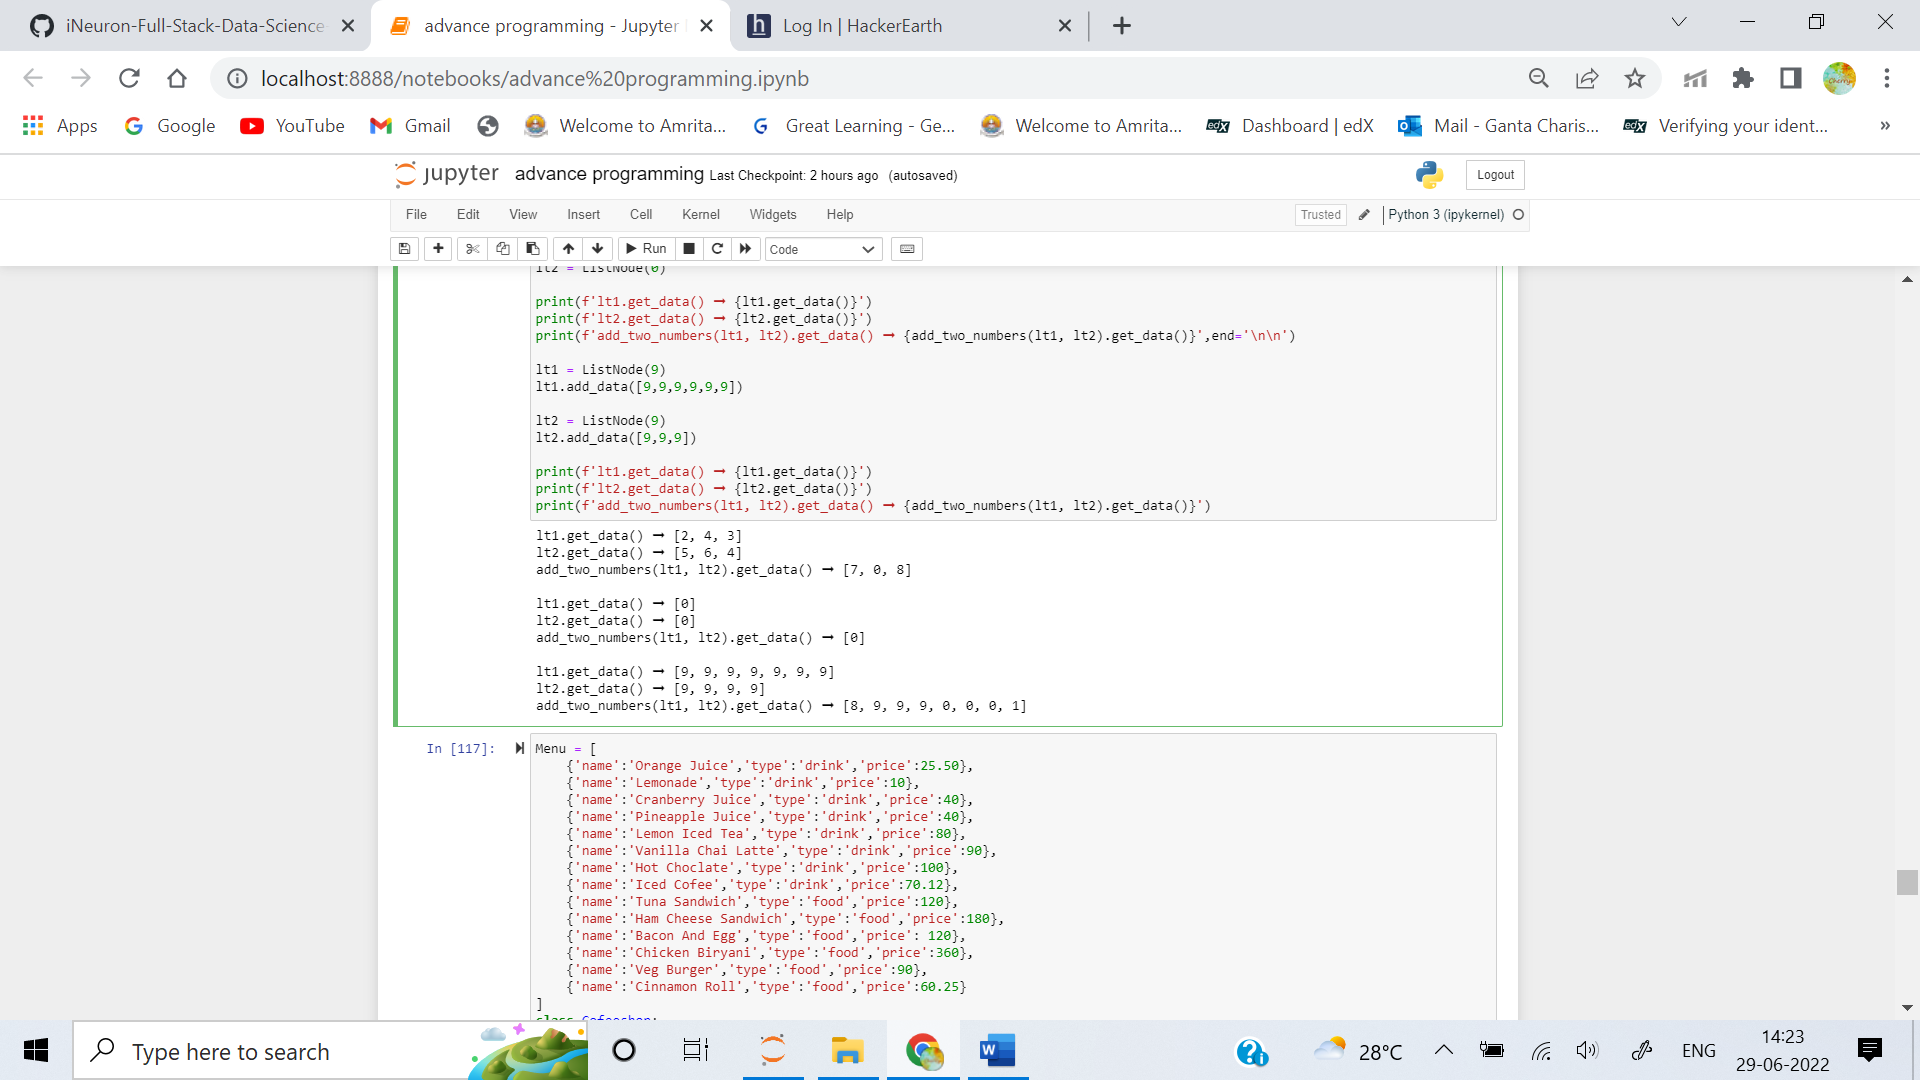 iNeuron-Full-Stack-Data-Science
advance programming - Jupyter
Log In | HackerEarth
localhost:8888/notebooks/advance%20programming.ipynb
Apps
Google
YouTube
Gmail
Welcome to Amrita...
Great Learning - Ge...
Welcome to Amrita...
Dashboard | edX
Mail - Ganta Charis...
Verifying your ident...
»
jupyter advance programming Last Checkpoint: 2 hours ago (autosaved)
Logout
File Edit View Insert Cell Kernel Widgets Help
Trusted
Python 3 (ipykernel)
Run
Code
lt2 = ListNode(0)
print(f'lt1.get_data() ➞ {lt1.get_data()}')
print(f'lt2.get_data() ➞ {lt2.get_data()}')
print(f'add_two_numbers(lt1, lt2).get_data() ➞ {add_two_numbers(lt1, lt2).get_data()}',end='\n\n')
lt1 = ListNode(9)
lt1.add_data([9,9,9,9,9,9])
lt2 = ListNode(9)
lt2.add_data([9,9,9])
print(f'lt1.get_data() ➞ {lt1.get_data()}')
print(f'lt2.get_data() ➞ {lt2.get_data()}')
print(f'add_two_numbers(lt1, lt2).get_data() ➞ {add_two_numbers(lt1, lt2).get_data()}')
lt1.get_data() ➞ [2, 4, 3]
lt2.get_data() ➞ [5, 6, 4]
add_two_numbers(lt1, lt2).get_data() ➞ [7, 0, 8]
lt1.get_data() ➞ [0]
lt2.get_data() ➞ [0]
add_two_numbers(lt1, lt2).get_data() ➞ [0]
lt1.get_data() ➞ [9, 9, 9, 9, 9, 9, 9]
lt2.get_data() ➞ [9, 9, 9, 9]
add_two_numbers(lt1, lt2).get_data() ➞ [8, 9, 9, 9, 0, 0, 0, 1]
In [117]:
Menu = [
{'name':'Orange Juice','type':'drink','price':25.50},
{'name':'Lemonade','type':'drink','price':10},
{'name':'Cranberry Juice','type':'drink','price':40},
{'name':'Pineapple Juice','type':'drink','price':40},
{'name':'Lemon Iced Tea','type':'drink','price':80},
{'name':'Vanilla Chai Latte','type':'drink','price':90},
{'name':'Hot Choclate','type':'drink','price':100},
{'name':'Iced Cofee','type':'drink','price':70.12},
{'name':'Tuna Sandwich','type':'food','price':120},
{'name':'Ham Cheese Sandwich','type':'food','price':180},
{'name':'Bacon And Egg','type':'food','price': 120},
{'name':'Chicken Biryani','type':'food','price':360},
{'name':'Veg Burger','type':'food','price':90},
{'name':'Cinnamon Roll','type':'food','price':60.25}
]
class
Type here to search
28°C
ENG
14:23
29-06-2022